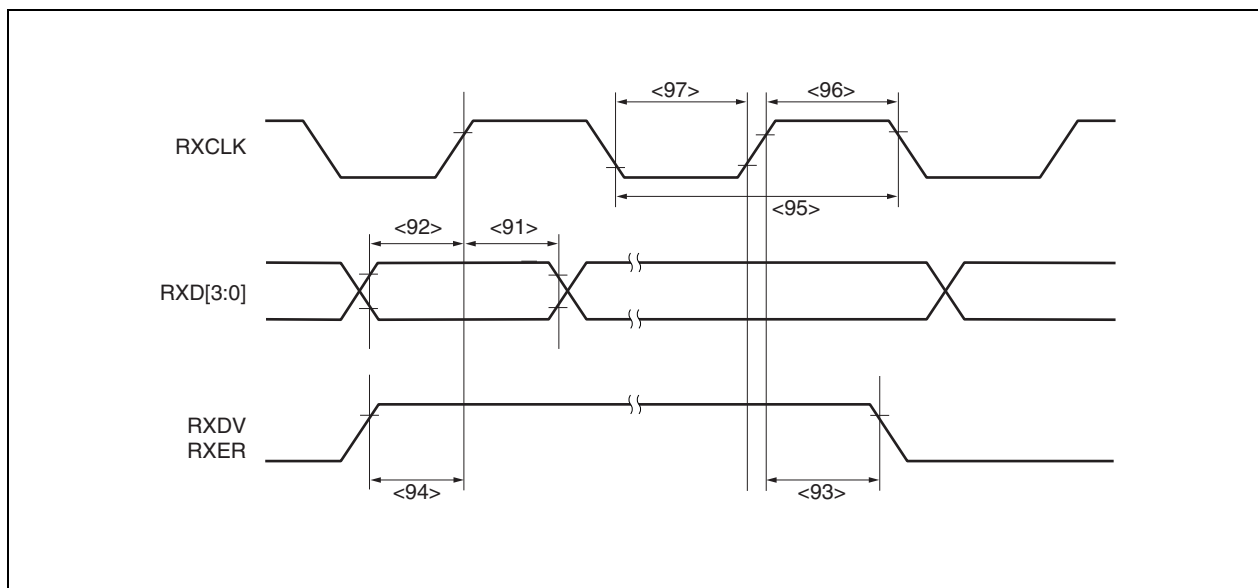 <97>
<96>
RXCLK
<95>
<92>
<91>
RXD[3:0]
RXDV
RXER
<94>
<93>